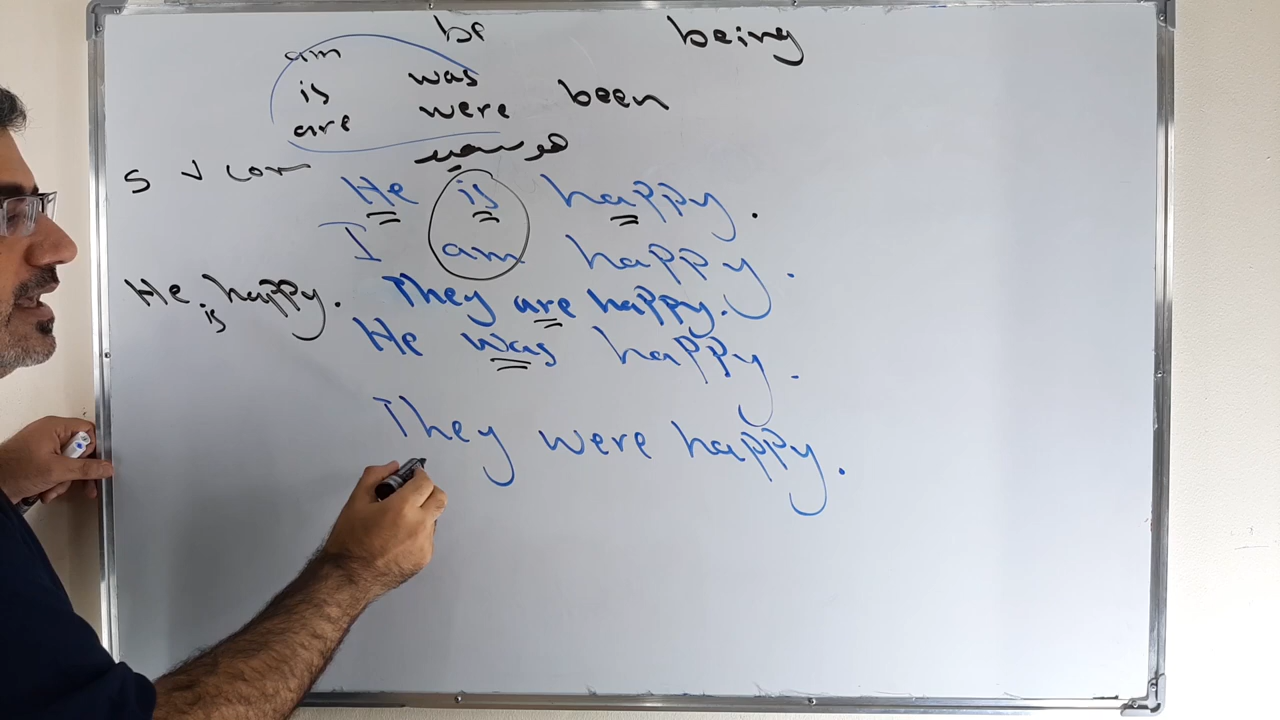 be being
am
is was
are were been
S V com
He is happy.
I am happy.
He is happy. They are happy.
He was happy.
They were happy.